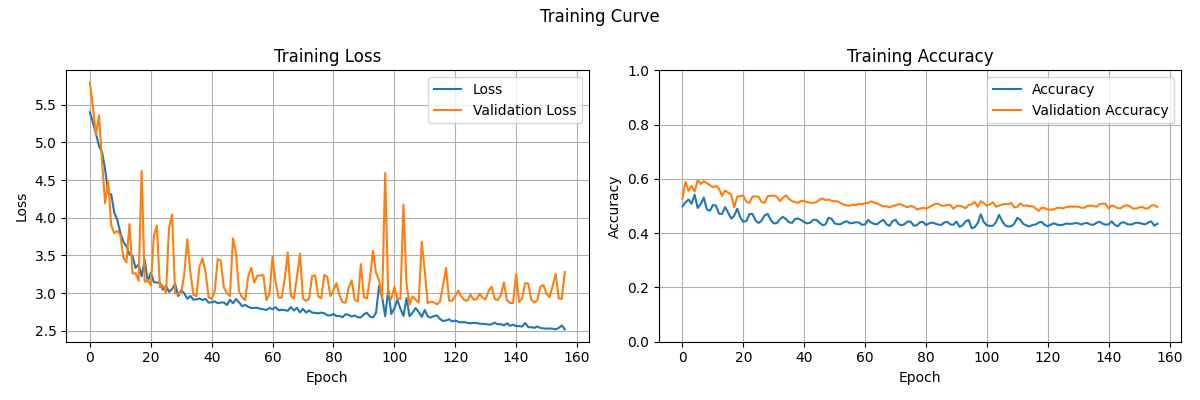 Training Curve
Training Loss
Loss
Validation Loss
5.5
5.0
4.5
4.0
3.5
3.0
2.5
Loss
0 20 40 60 80 100 120 140 160
Epoch
Training Accuracy
Accuracy
Validation Accuracy
1.0
0.8
0.6
0.4
0.2
0.0
Accuracy
0 20 40 60 80 100 120 140 160
Epoch